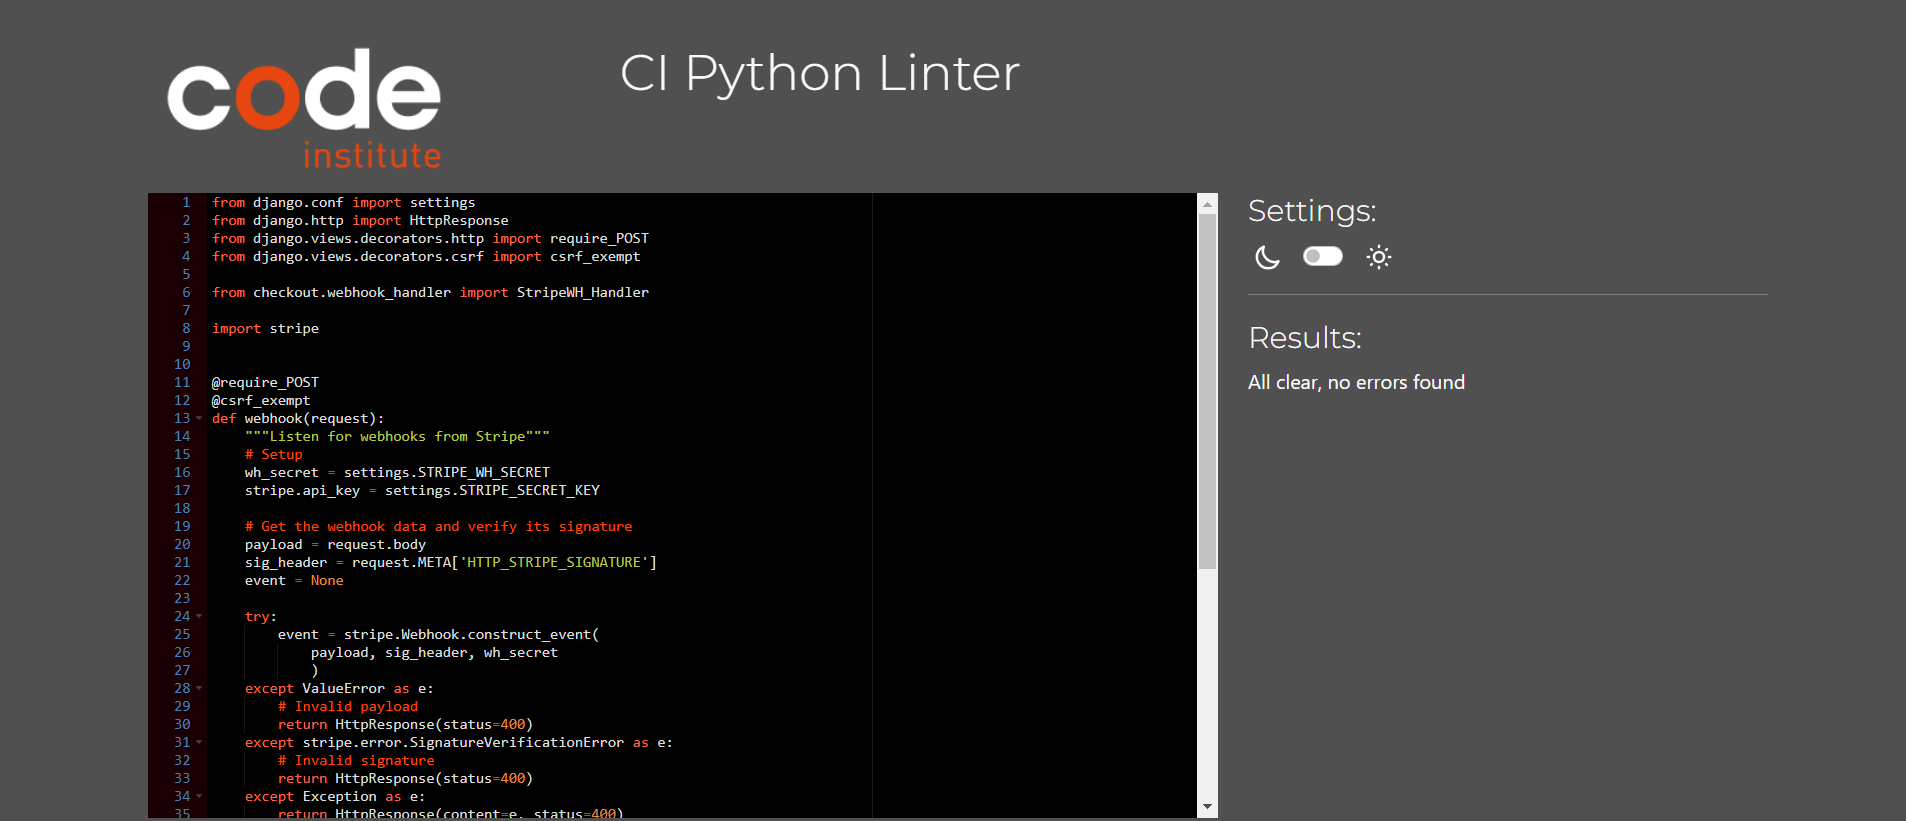 code
institute
CI Python Linter
1 from django.conf import settings
2 from django.http import HttpResponse
3 from django.views.decorators.http import require_POST
4 from django.views.decorators.csrf import csrf_exempt
5
6 from checkout.webhook_handler import StripeWH_Handler
7
8 import stripe
9
10
11 @require_POST
12 @csrf_exempt
13 def webhook(request):
14     """Listen for webhooks from Stripe"""
15     # Setup
16     wh_secret = settings.STRIPE_WH_SECRET
17     stripe.api_key = settings.STRIPE_SECRET_KEY
18
19     # Get the webhook data and verify its signature
20     payload = request.body
21     sig_header = request.META['HTTP_STRIPE_SIGNATURE']
22     event = None
23
24     try:
25         event = stripe.Webhook.construct_event(
26             payload, sig_header, wh_secret
27             )
28     except ValueError as e:
29         # Invalid payload
30         return HttpResponse(status=400)
31     except stripe.error.SignatureVerificationError as e:
32         # Invalid signature
33         return HttpResponse(status=400)
34     except Exception as e:
35         return HttpResponse(content=e, status=400)
Settings:
Results:
All clear, no errors found